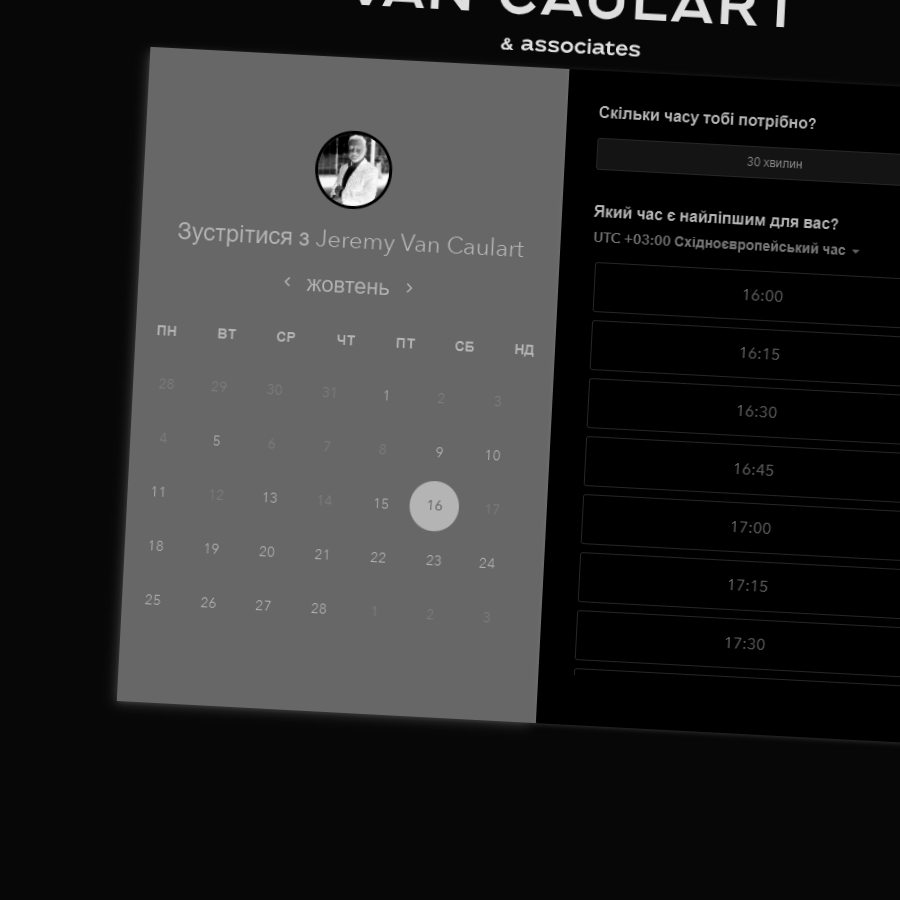 VAN CAULART
& associates
Зустрітися з Jeremy Van Caulart
жовтень
ПН ВТ СР ЧТ ПТ СБ НД
28 29 30 31 1 2 3
4 5 6 7 8 9 10
11 12 13 14 15 16 17
18 19 20 21 22 23 24
25 26 27 28 1 2 3
Скільки часу тобі потрібно?
30 хвилин
Який час є найліпшим для вас?
UTC +03:00 Східноєвропейський час
16:00
16:15
16:30
16:45
17:00
17:15
17:30